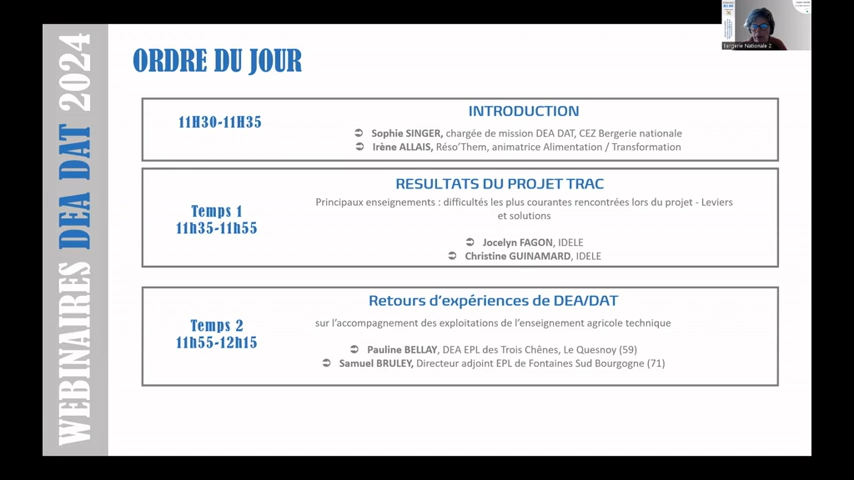 WEBINAIRES DEA DAT 2024
ORDRE DU JOUR
11H30-11H35
INTRODUCTION
Sophie SINGER, chargée de mission DEA DAT, CEZ Bergerie nationale
Irène ALLAIS, Réso'Them, animatrice Alimentation / Transformation
Temps 1
11h35-11h55
RESULTATS DU PROJET TRAC
Principaux enseignements : difficultés les plus courantes rencontrées lors du projet - Leviers
et solutions
Jocelyn FAGON, IDELE
Christine GUINAMARD, IDELE
Temps 2
11h55-12h15
Retours d'expériences de DEA/DAT
sur l'accompagnement des exploitations de l'enseignement agricole technique
Pauline BELLAY, DEA EPL des Trois Chênes, Le Quesnoy (59)
Samuel BRULEY, Directeur adjoint EPL de Fontaines Sud Bourgogne (71)
Bergerie Nationale 2